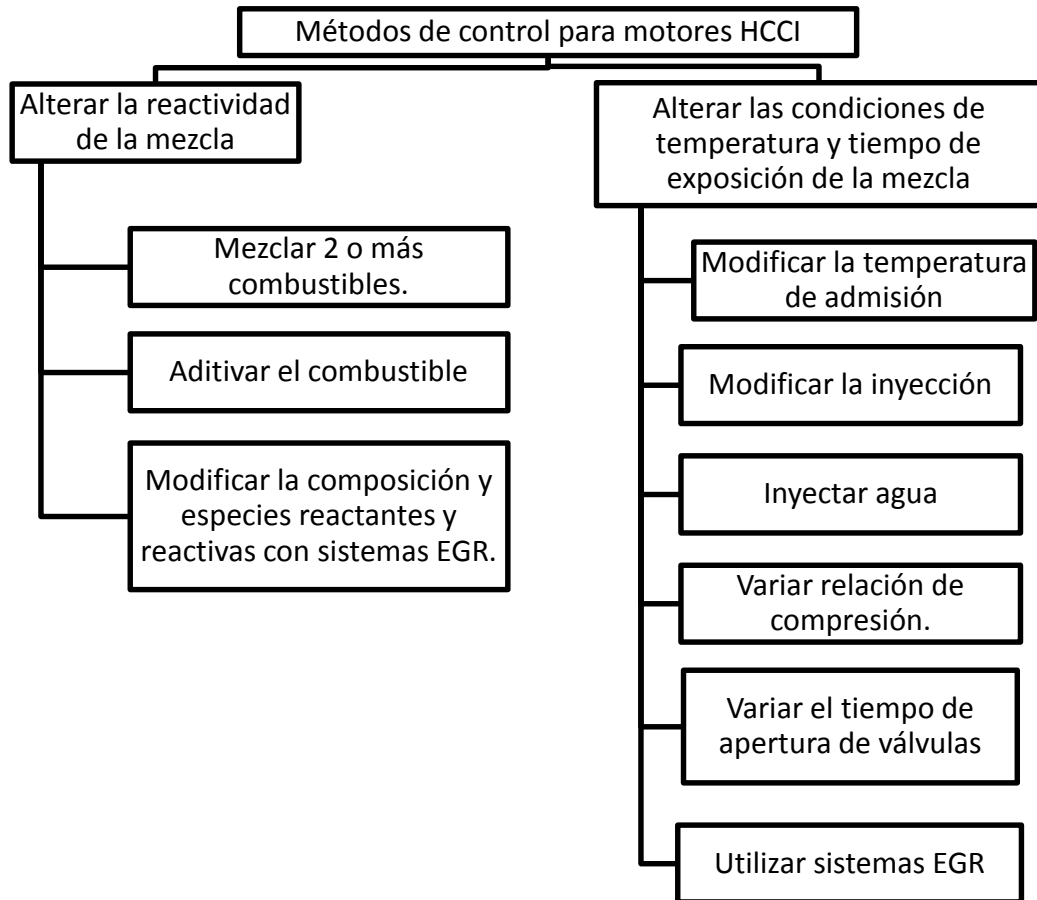 Métodos de control para motores HCCI
Alterar la reactividad
de la mezcla
Mezclar 2 o más
combustibles.
Aditivar el combustible
Modificar la composición y
especies reactantes y
reactivas con sistemas EGR.
Alterar las condiciones de
temperatura y tiempo de
exposición de la mezcla
Modificar la temperatura
de admisión
Modificar la inyección
Inyectar agua
Variar relación de
compresión.
Variar el tiempo de
apertura de válvulas
Utilizar sistemas EGR